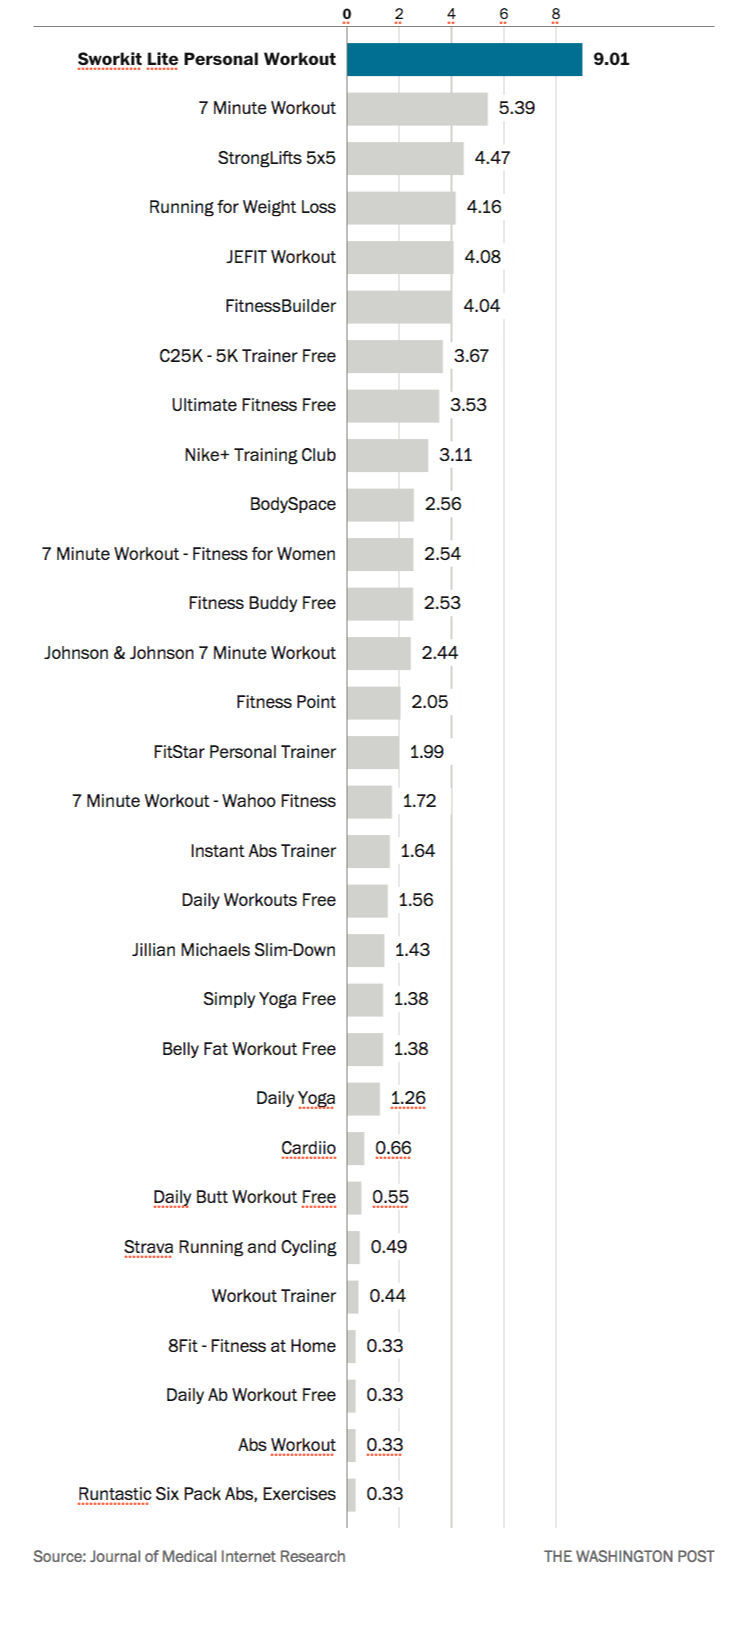 0 2 4 6 8
Sworkit Lite Personal Workout 9.01
7 Minute Workout 5.39
StrongLifts 5x5 4.47
Running for Weight Loss 4.16
JEFIT Workout 4.08
FitnessBuilder 4.04
C25K - 5K Trainer Free 3.67
Ultimate Fitness Free 3.53
Nike+ Training Club 3.11
BodySpace 2.56
7 Minute Workout - Fitness for Women 2.54
Fitness Buddy Free 2.53
Johnson & Johnson 7 Minute Workout 2.44
Fitness Point 2.05
FitStar Personal Trainer 1.99
7 Minute Workout - Wahoo Fitness 1.72
Instant Abs Trainer 1.64
Daily Workouts Free 1.56
Jillian Michaels Slim-Down 1.43
Simply Yoga Free 1.38
Belly Fat Workout Free 1.38
Daily Yoga 1.26
Cardiio 0.66
Daily Butt Workout Free 0.55
Strava Running and Cycling 0.49
Workout Trainer 0.44
8Fit - Fitness at Home 0.33
Daily Ab Workout Free 0.33
Abs Workout 0.33
Runtastic Six Pack Abs, Exercises 0.33
Source: Journal of Medical Internet Research THE WASHINGTON POST